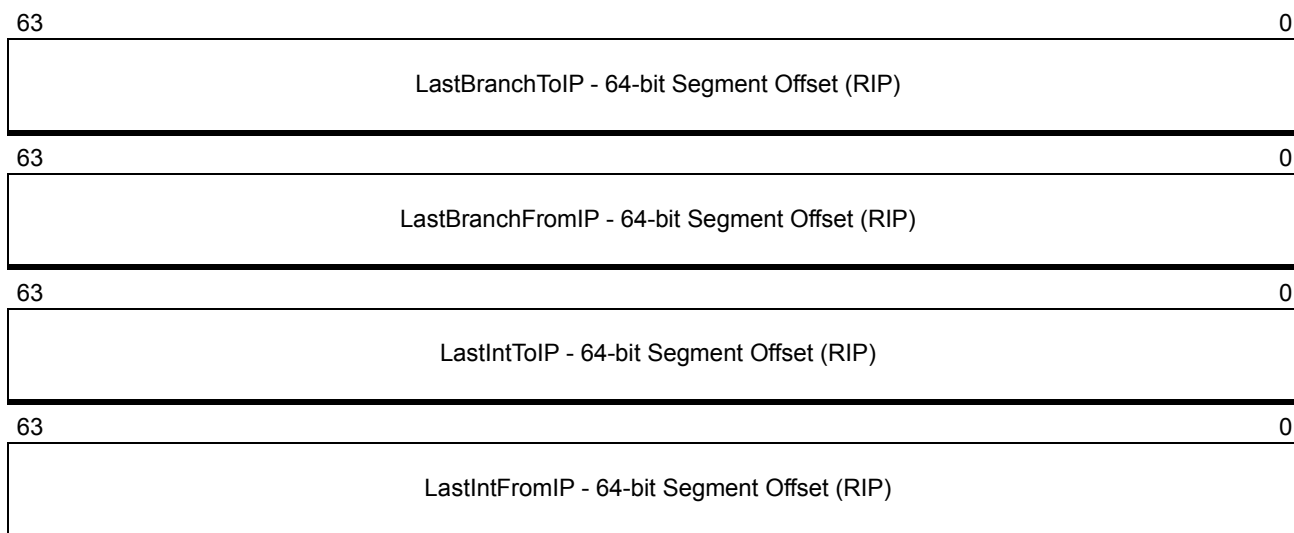 63 0
LastBranchToIP - 64-bit Segment Offset (RIP)
63 0
LastBranchFromIP - 64-bit Segment Offset (RIP)
63 0
LastIntToIP - 64-bit Segment Offset (RIP)
63 0
LastIntFromIP - 64-bit Segment Offset (RIP)